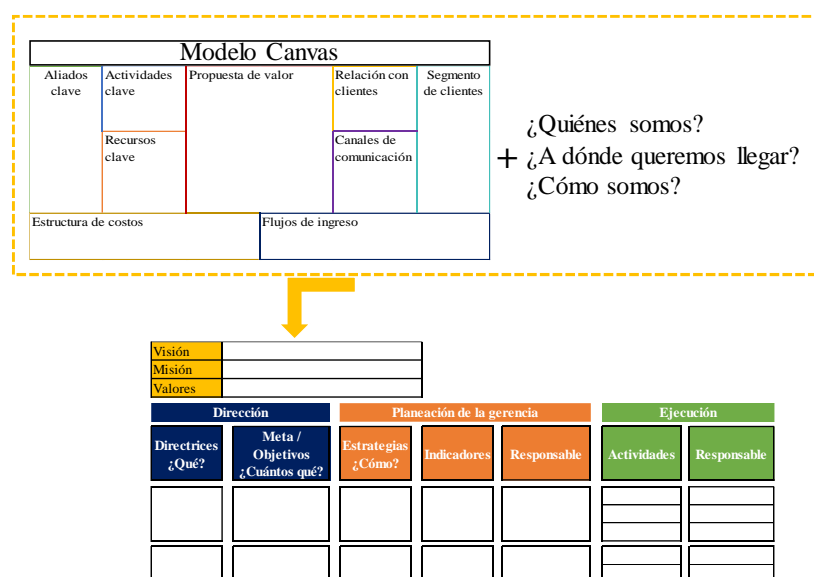 Modelo Canvas
Aliados
clave
Actividades
clave
Propuesta de valor
Relación con
clientes
Segmento
de clientes
Recursos
clave
Canales de
comunicación
Estructura de costos
Flujos de ingreso
+
¿Quiénes somos?
¿A dónde queremos llegar?
¿Cómo somos?
Visión
Misión
Valores
Dirección
Planeación de la gerencia
Ejecución
Directrices
¿Qué?
Meta /
Objetivos
¿Cuántos qué?
Estrategias
¿Cómo?
Indicadores
Responsable
Actividades
Responsable